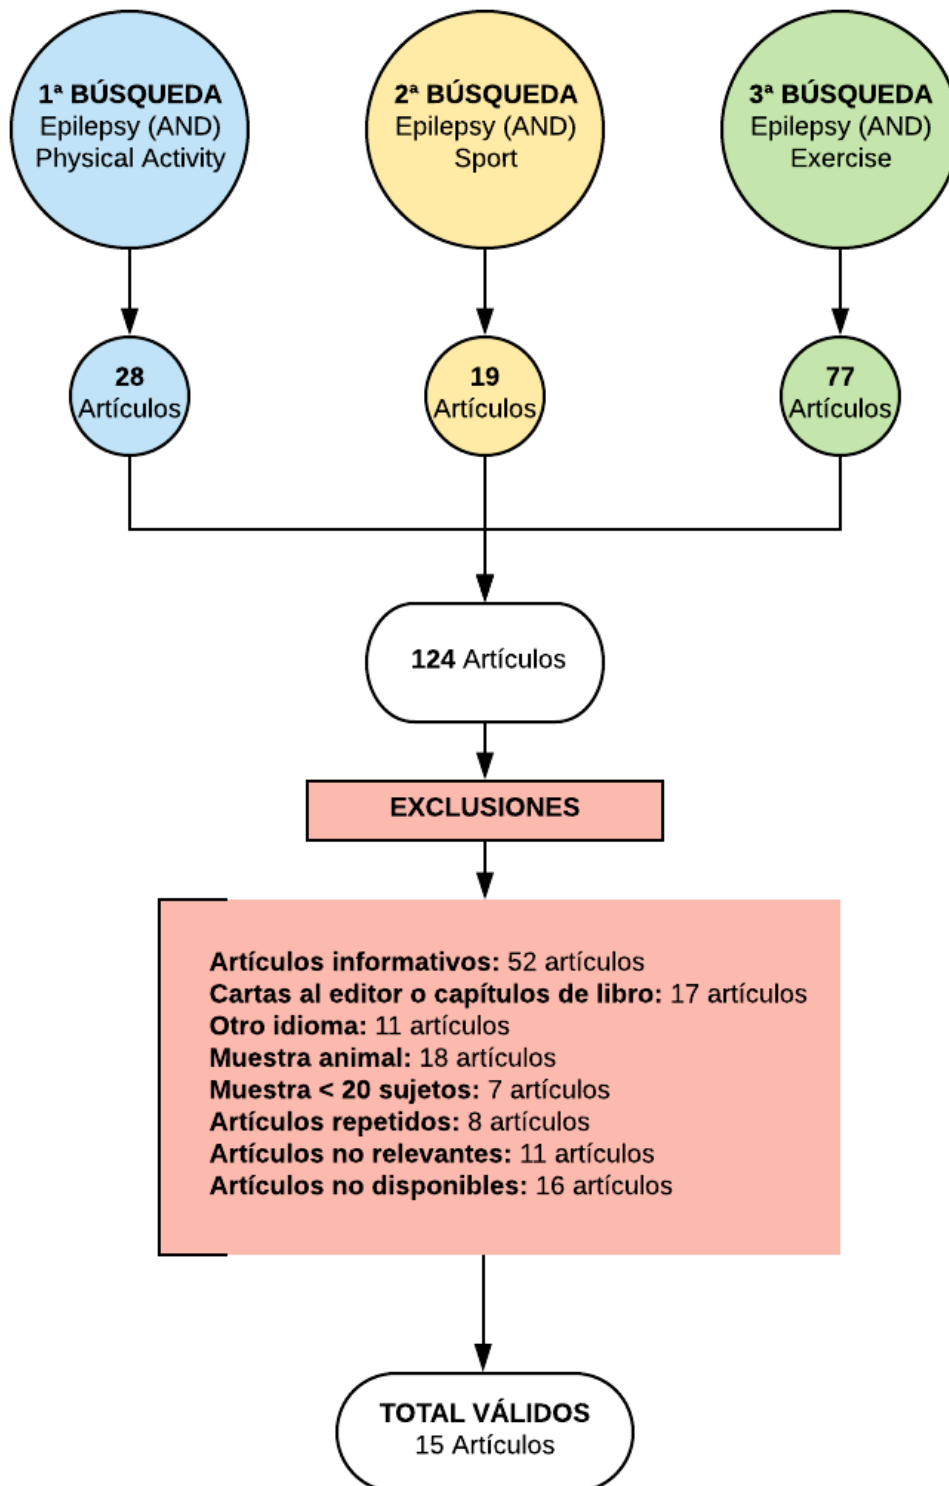 1ª BÚSQUEDA
Epilepsy (AND)
Physical Activity
2ª BÚSQUEDA
Epilepsy (AND)
Sport
3ª BÚSQUEDA
Epilepsy (AND)
Exercise
28
Artículos
19
Artículos
77
Artículos
124 Artículos
EXCLUSIONES
Artículos informativos: 52 artículos
Cartas al editor o capítulos de libro: 17 artículos
Otro idioma: 11 artículos
Muestra animal: 18 artículos
Muestra < 20 sujetos: 7 artículos
Artículos repetidos: 8 artículos
Artículos no relevantes: 11 artículos
Artículos no disponibles: 16 artículos
TOTAL VÁLIDOS
15 Artículos